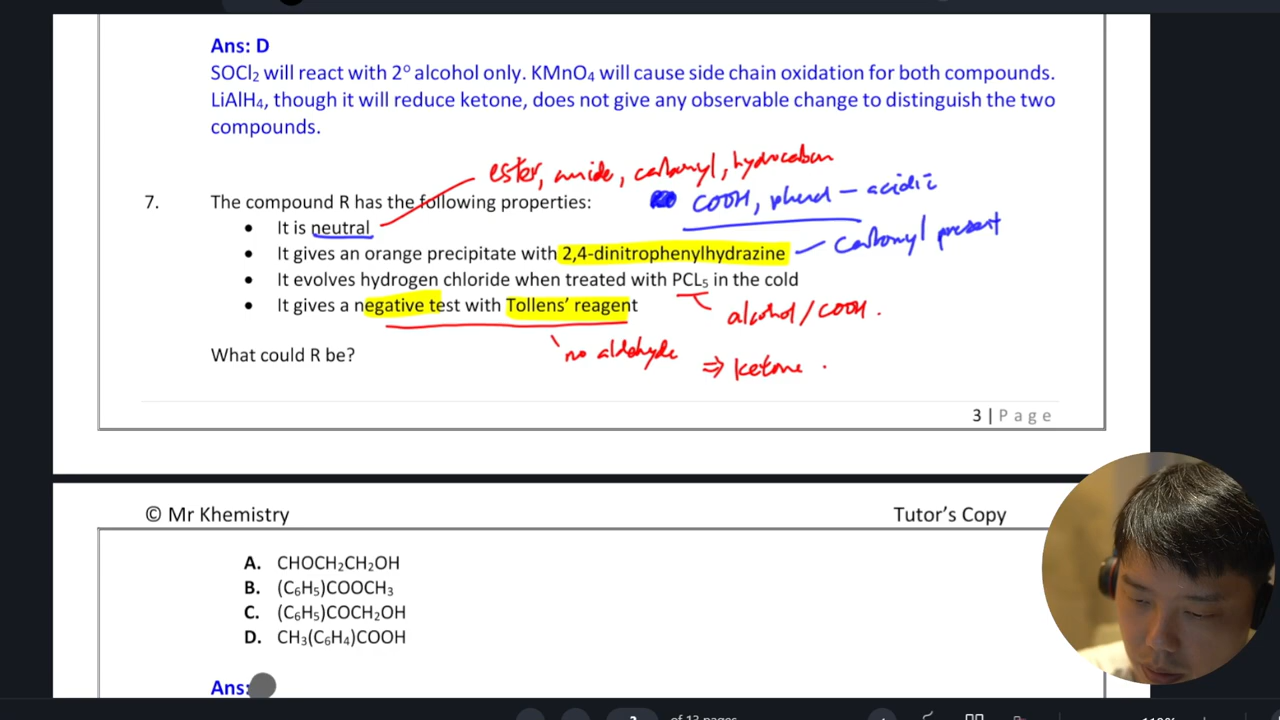 Ans: D
SOCl₂ will react with 2° alcohol only. KMnO₄ will cause side chain oxidation for both compounds.
LiAlH₄, though it will reduce ketone, does not give any observable change to distinguish the two
compounds.
ester, amide, carbonyl, hydrocarbon
COOH, phenol - acidic
7. The compound R has the following properties:
• It is neutral
carbonyl present
• It gives an orange precipitate with 2,4-dinitrophenylhydrazine
• It evolves hydrogen chloride when treated with PCL₅ in the cold
• It gives a negative test with Tollens’ reagent
alcohol/COOH.
What could R be?
no aldehyde
⇒ ketone.
3 | Page
© Mr Khemistry Tutor’s Copy
A. CHOCH₂CH₂OH
B. (C₆H₅)COOCH₃
C. (C₆H₅)COCH₂OH
D. CH₃(C₆H₄)COOH
Ans: